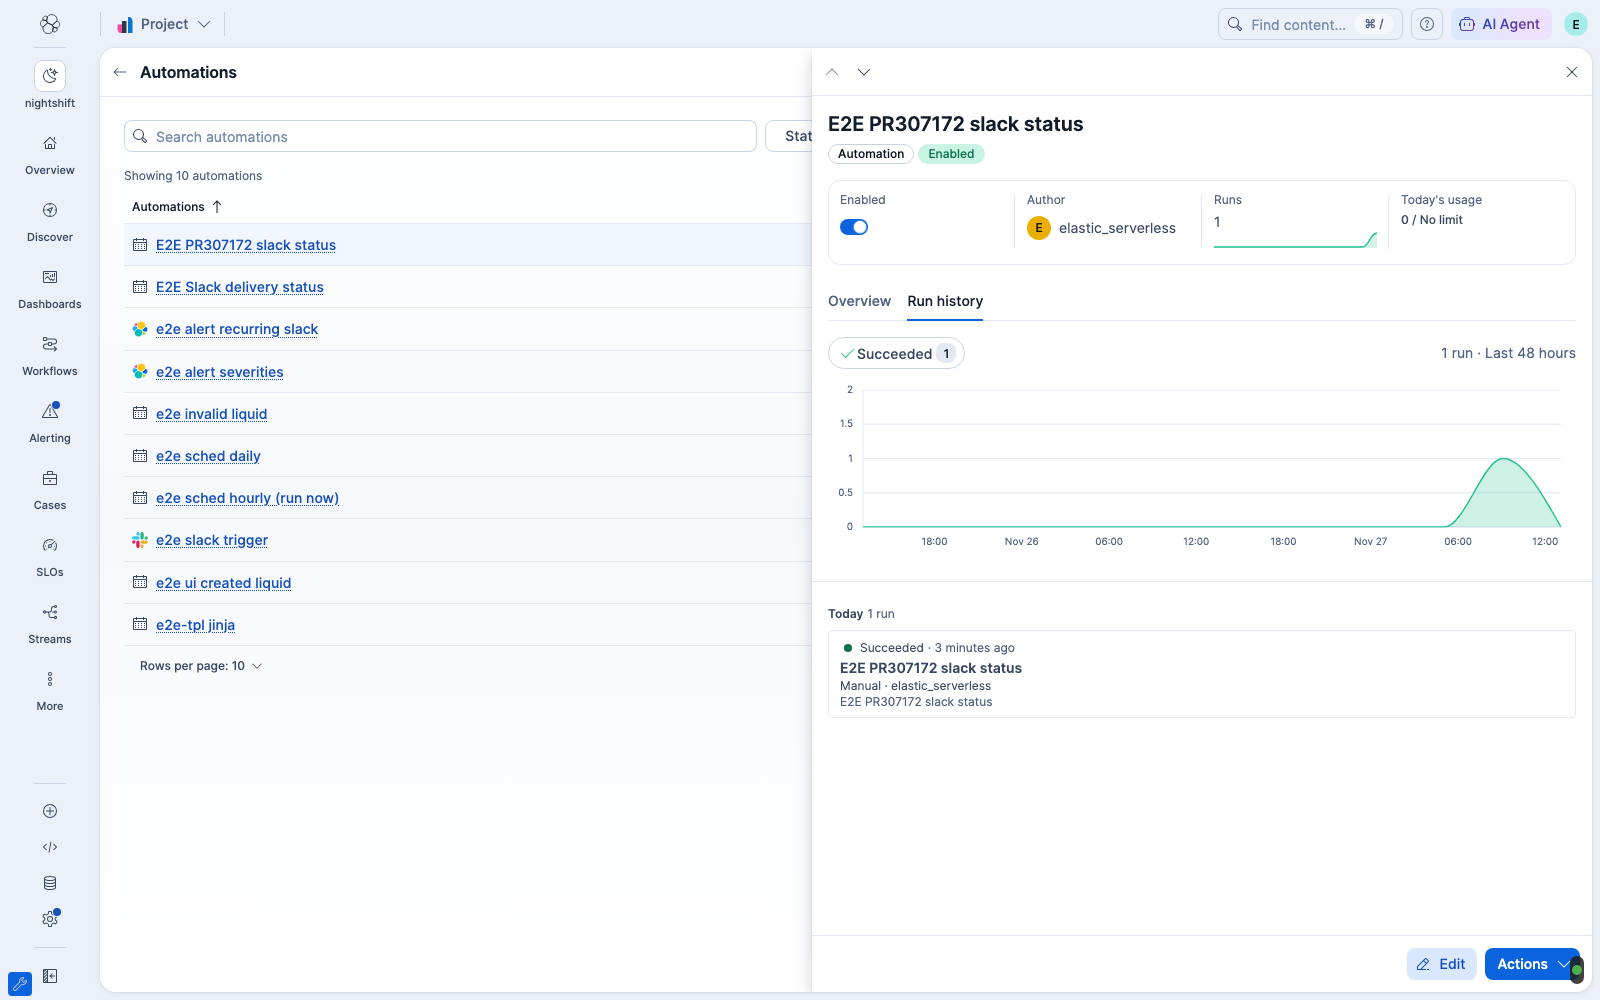 Project
Find content...
⌘ /
AI Agent
E
nightshift
Overview
Discover
Dashboards
Workflows
Alerting
Cases
SLOs
Streams
More
Automations
Search automations
Stat
Showing 10 automations
Automations
E2E PR307172 slack status
E2E Slack delivery status
e2e alert recurring slack
e2e alert severities
e2e invalid liquid
e2e sched daily
e2e sched hourly (run now)
e2e slack trigger
e2e ui created liquid
e2e-tpl jinja
Rows per page: 10
E2E PR307172 slack status
Automation
Enabled
Enabled
Author
E
elastic_serverless
Runs
1
Today's usage
0 / No limit
Overview
Run history
Succeeded 1
1 run · Last 48 hours
2
1.5
1
0.5
0
18:00
Nov 26
06:00
12:00
18:00
Nov 27
06:00
12:00
Today 1 run
Succeeded · 3 minutes ago
E2E PR307172 slack status
Manual · elastic_serverless
E2E PR307172 slack status
Edit
Actions